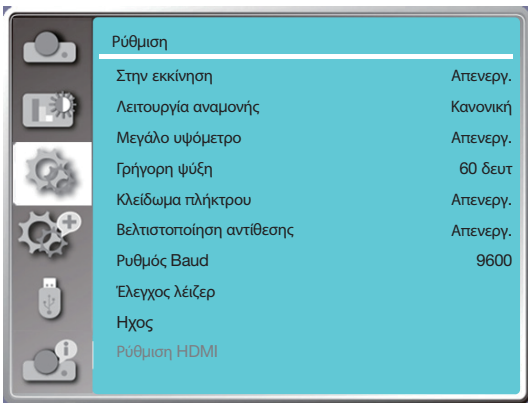 Ρύθμιση
Στην εκκίνηση Απενεργ.
Λειτουργία αναμονής Κανονική
Μεγάλο υψόμετρο Απενεργ.
Γρήγορη ψύξη 60 δευτ
Κλείδωμα πλήκτρου Απενεργ.
Βελτιστοποίηση αντίθεσης Απενεργ.
Ρυθμός Baud 9600
Έλεγχος λέιζερ
Ηχος
Ρύθμιση HDMI